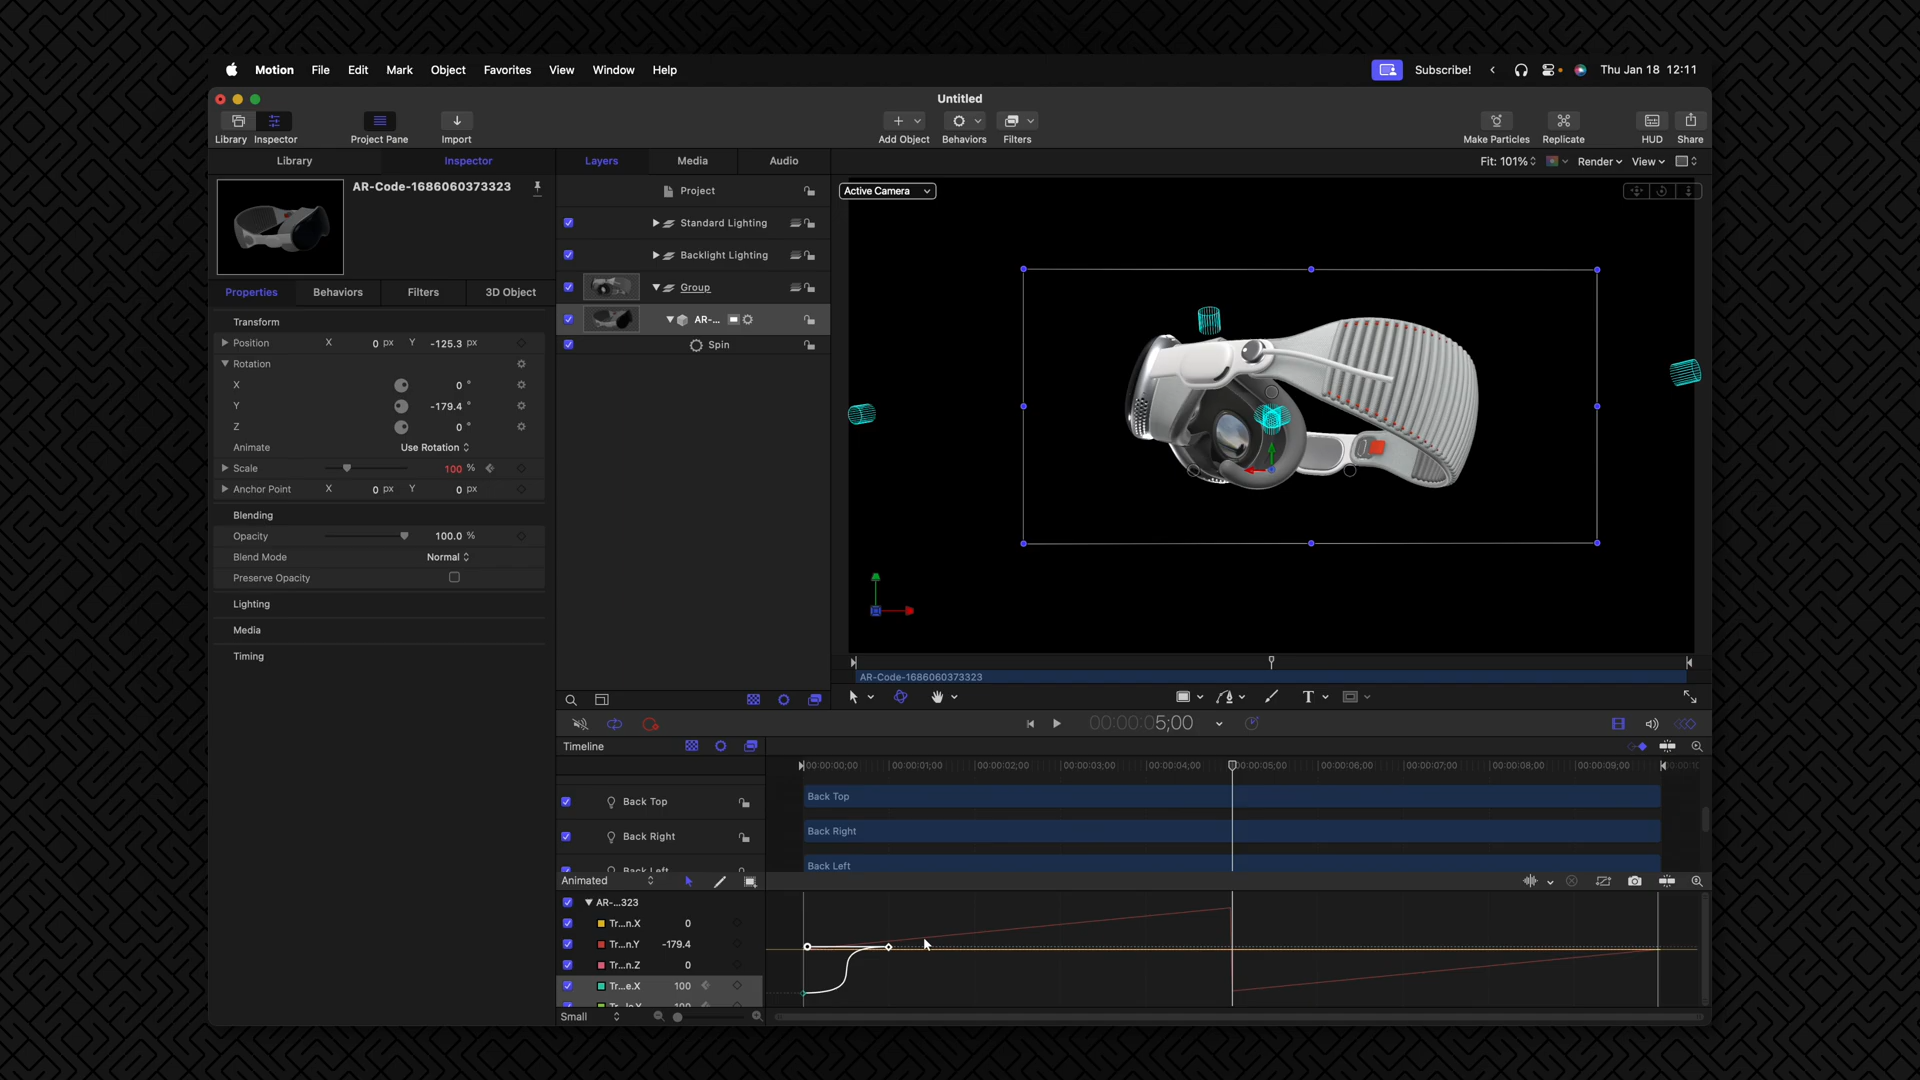 Motion File Edit Mark Object Favorites View Window Help
Subscribe! Thu Jan 18 12:11
Untitled
Library Inspector Project Pane Import Add Object Behaviors Filters Make Particles Replicate HUD Share
Library Inspector Layers Media Audio Fit: 101% Render View
AR-Code-1686060373323
Project
Active Camera
Standard Lighting
Backlight Lighting
Group
AR-...
Spin
Properties Behaviors Filters 3D Object
Transform
Position X 0 px Y -125.3 px
Rotation
X 0 °
Y -179.4 °
Z 0 °
Animate Use Rotation
Scale 100 %
Anchor Point X 0 px Y 0 px
Blending
Opacity 100.0 %
Blend Mode Normal
Preserve Opacity
Lighting
Media
Timing
AR-Code-1686060373323
T
00:00:05;00
Timeline
00:00:00;00 00:00:01;00 00:00:02;00 00:00:03;00 00:00:04;00 00:00:05;00 00:00:06;00 00:00:07;00 00:00:08;00 00:00:09;00
Back Top Back Top
Back Right Back Right
Back Left Back Left
Animated
AR-...323
Tr...n.X 0
Tr...n.Y -179.4
Tr...n.Z 0
Tr...e.X 100
Small